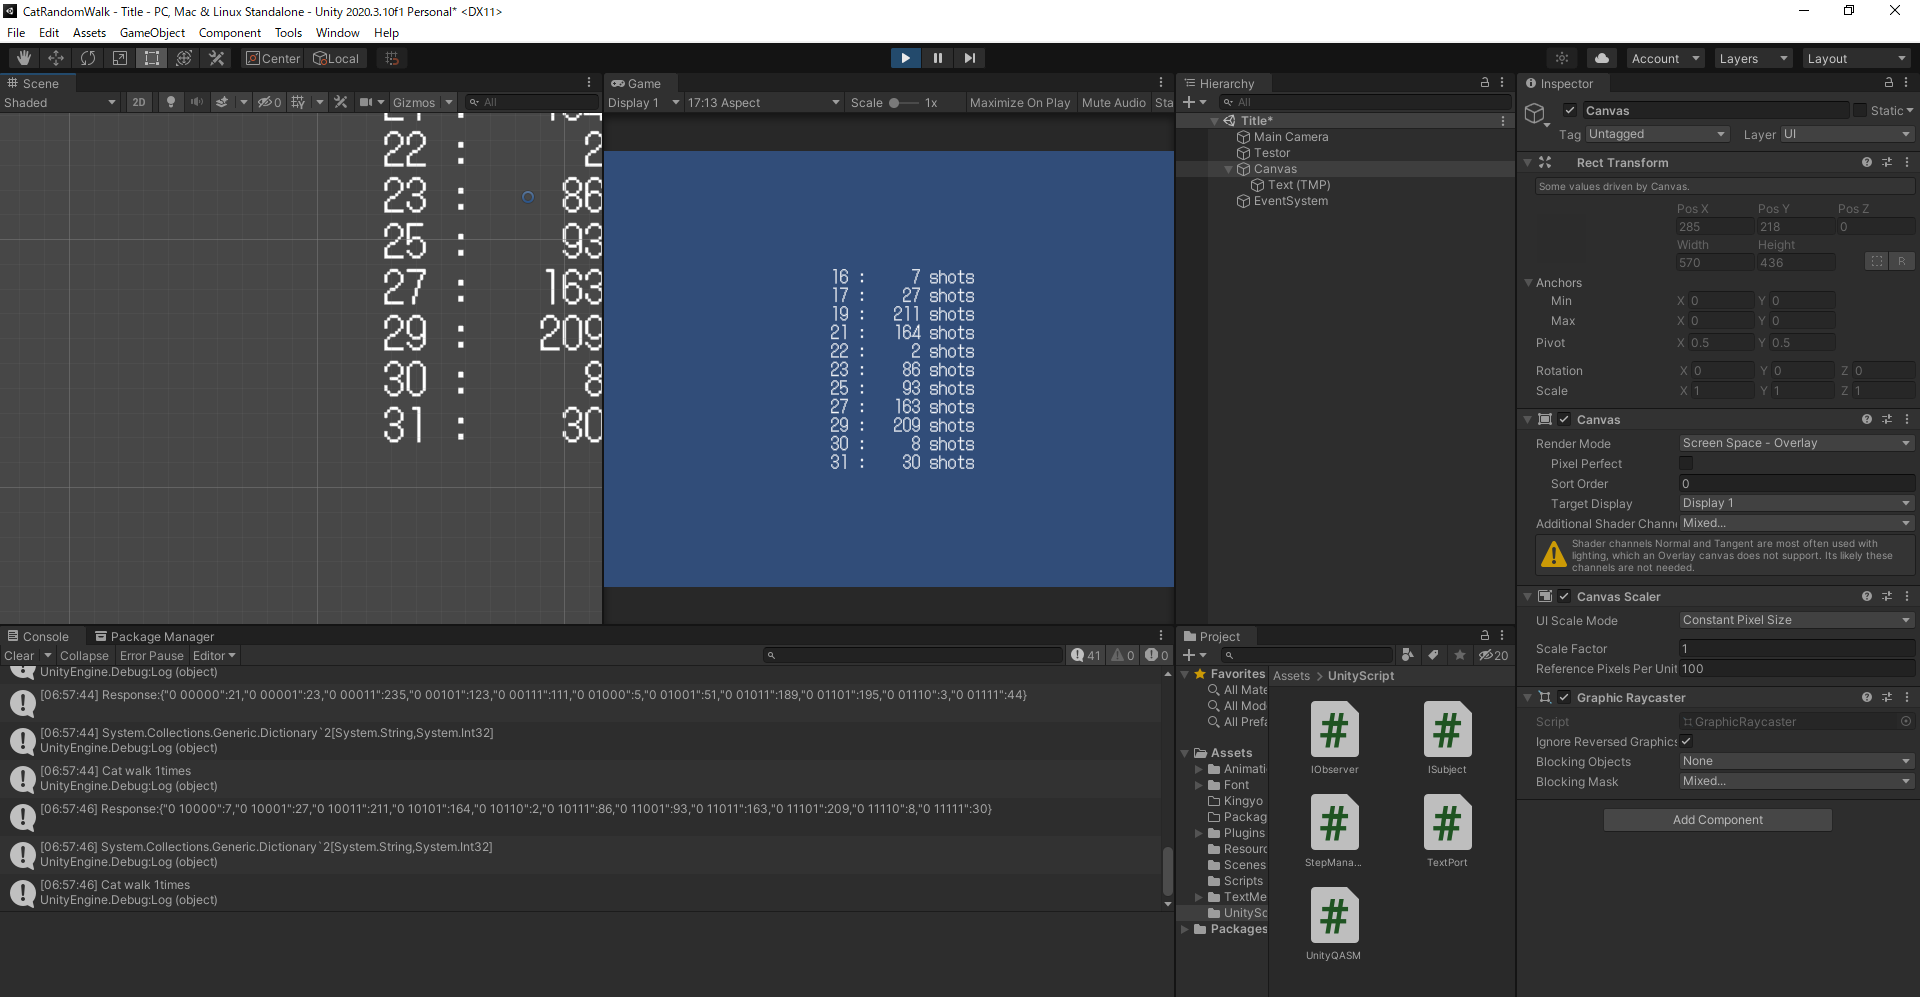 CatRandomWalk - Title - PC, Mac & Linux Standalone - Unity 2020.3.10f1 Personal* <DX11>
File Edit Assets GameObject Component Tools Window Help
Center Local
Account Layers Layout
Scene
Shaded 2D 0 Gizmos All
22 : 2
23 : 86
25 : 93
27 : 163
29 : 209
30 : 8
31 : 30
Game
Display 1 17:13 Aspect Scale 1x Maximize On Play Mute Audio Sta
16 : 7 shots
17 : 27 shots
19 : 211 shots
21 : 164 shots
22 : 2 shots
23 : 86 shots
25 : 93 shots
27 : 163 shots
29 : 209 shots
30 : 8 shots
31 : 30 shots
Hierarchy
All
Title*
Main Camera
Testor
Canvas
Text (TMP)
EventSystem
Inspector
Canvas Static
Tag Untagged Layer UI
Rect Transform
Some values driven by Canvas.
Pos X Pos Y Pos Z
285 218 0
Width Height
570 436 R
Anchors
Min X 0 Y 0
Max X 0 Y 0
Pivot X 0.5 Y 0.5
Rotation X 0 Y 0 Z 0
Scale X 1 Y 1 Z 1
Canvas
Render Mode Screen Space - Overlay
Pixel Perfect
Sort Order 0
Target Display Display 1
Additional Shader Chann Mixed...
Shader channels Normal and Tangent are most often used with
lighting, which an Overlay canvas does not support. Its likely these
channels are not needed.
Canvas Scaler
UI Scale Mode Constant Pixel Size
Scale Factor 1
Reference Pixels Per Unit 100
Graphic Raycaster
Script GraphicRaycaster
Ignore Reversed Graphics
Blocking Objects None
Blocking Mask Mixed...
Add Component
Console Package Manager
Clear Collapse Error Pause Editor 41 0 0
UnityEngine.Debug:Log (object)
[06:57:44] Response:{"0 00000":21,"0 00001":23,"0 00011":235,"0 00101":123,"0 00111":111,"0 01000":5,"0 01001":51,"0 01011":189,"0 01101":195,"0 01110":3,"0 01111":44}
[06:57:44] System.Collections.Generic.Dictionary`2[System.String,System.Int32]
UnityEngine.Debug:Log (object)
[06:57:44] Cat walk 1times
UnityEngine.Debug:Log (object)
[06:57:46] Response:{"0 10000":7,"0 10001":27,"0 10011":211,"0 10101":164,"0 10110":2,"0 10111":86,"0 11001":93,"0 11011":163,"0 11101":209,"0 11110":8,"0 11111":30}
[06:57:46] System.Collections.Generic.Dictionary`2[System.String,System.Int32]
UnityEngine.Debug:Log (object)
[06:57:46] Cat walk 1times
UnityEngine.Debug:Log (object)
Project
20
Favorites
All Mate
All Mod
All Prefa
Assets
Animati
Font
Kingyo
Packag
Plugins
Resourc
Scenes
Scripts
TextMe
UnitySc
Packages
Assets > UnityScript
IObserver ISubject
StepMana... TextPort
UnityQASM